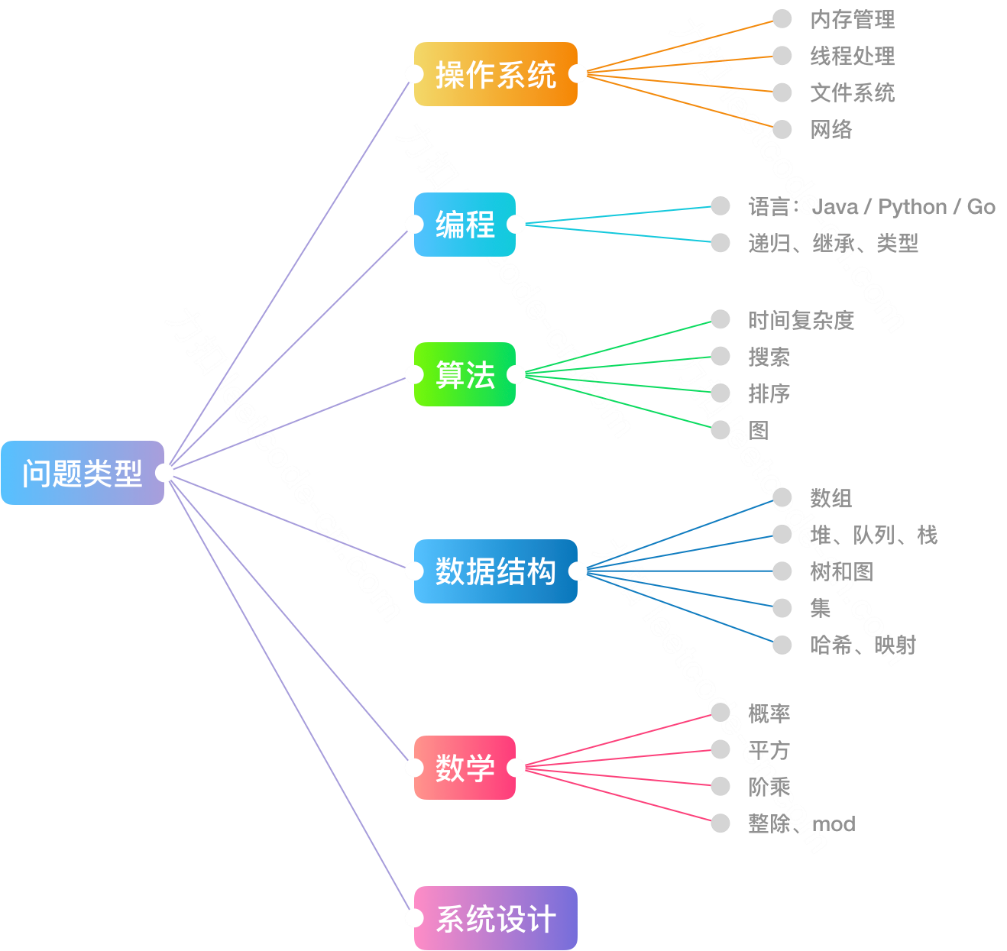 问题类型
操作系统
内存管理
线程处理
文件系统
网络
编程
语言：Java / Python / Go
递归、继承、类型
算法
时间复杂度
搜索
排序
图
数据结构
数组
堆、队列、栈
树和图
集
哈希、映射
数学
概率
平方
阶乘
整除、mod
系统设计